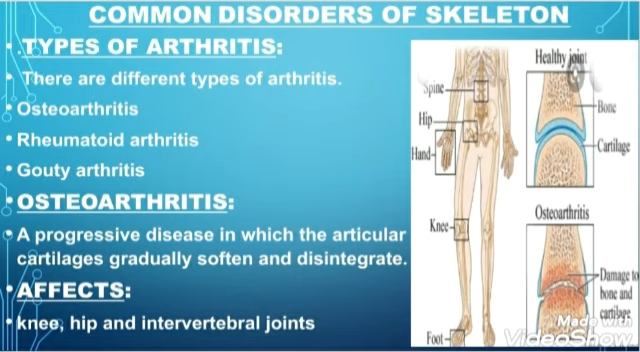 COMMON DISORDERS OF SKELETON
.TYPES OF ARTHRITIS:
There are different types of arthritis.
Osteoarthritis
Rheumatoid arthritis
Gouty arthritis
OSTEOARTHRITIS:
A progressive disease in which the articular
cartilages gradually soften and disintegrate.
AFFECTS:
knee, hip and intervertebral joints
Spine
Hip
Hand
Knee
Foot
Healthy joint
Bone
Cartilage
Osteoarthritis
Damage to
bone and
cartilage
Made with
VideoShow